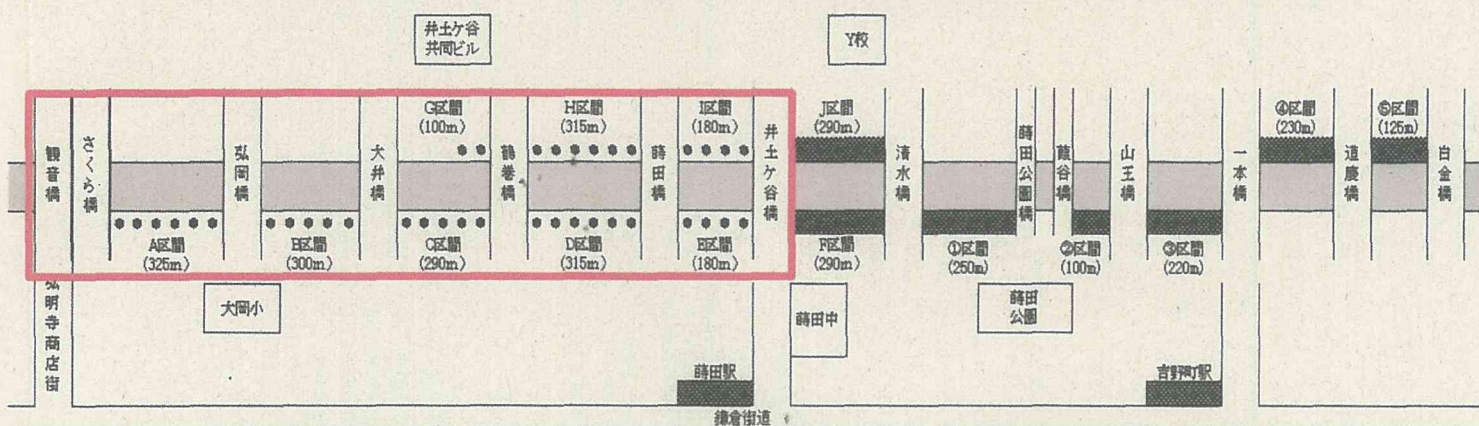 井土ケ谷
共同ビル
Y校
G区間
(100m)
H区間
(315m)
I区間
(180m)
J区間
(290m)
④区間
(230m)
⑤区間
(125m)
観音橋
さくら橋
弘岡橋
大井橋
鶴巻橋
蒔田橋
井土ケ谷橋
清水橋
蒔田公園橋
葭谷橋
山王橋
一本橋
道慶橋
白金橋
A区間
(325m)
B区間
(300m)
C区間
(290m)
D区間
(315m)
E区間
(180m)
F区間
(290m)
①区間
(250m)
②区間
(100m)
③区間
(220m)
弘明寺商店街
大岡小
蒔田中
蒔田
公園
蒔田駅
吉野町駅
鎌倉街道